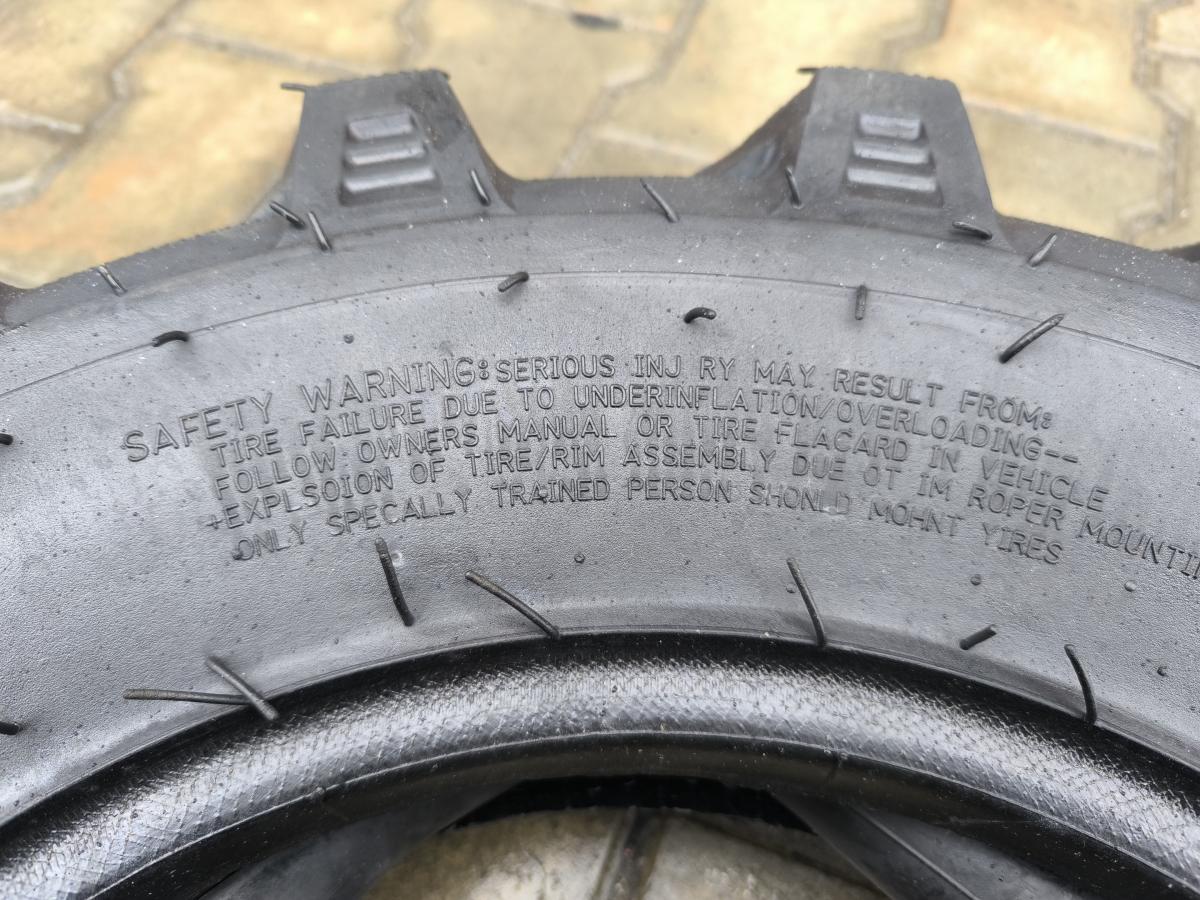 SAFETY WARNING:SERIOUS INJ RY MAY RESULT FROM:
TIRE FAILURE DUE TO UNDERINFLATION/OVERLOADING--
FOLLOW OWNERS MANUAL OR TIRE FLACARD IN VEHICLE
+EXPLSOION OF TIRE/RIM ASSEMBLY DUE OT IM ROPER MOUNTIN
ONLY SPECALLY TRAINED PERSON SHONLD MOHNT YIRES